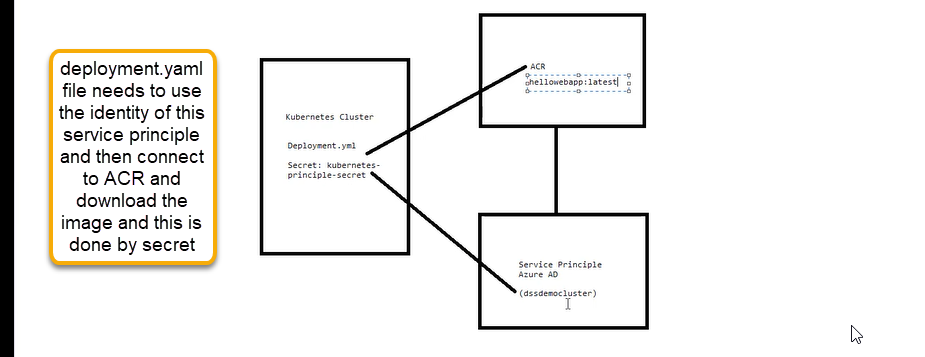 deployment.yaml
file needs to use
the identity of this
service principle
and then connect
to ACR and
download the
image and this is
done by secret
Kubernetes Cluster
Deployment.yml
Secret: kubernetes-
principle-secret
ACR
hellowebapp:latest
Service Principle
Azure AD
(dssdemocluster)